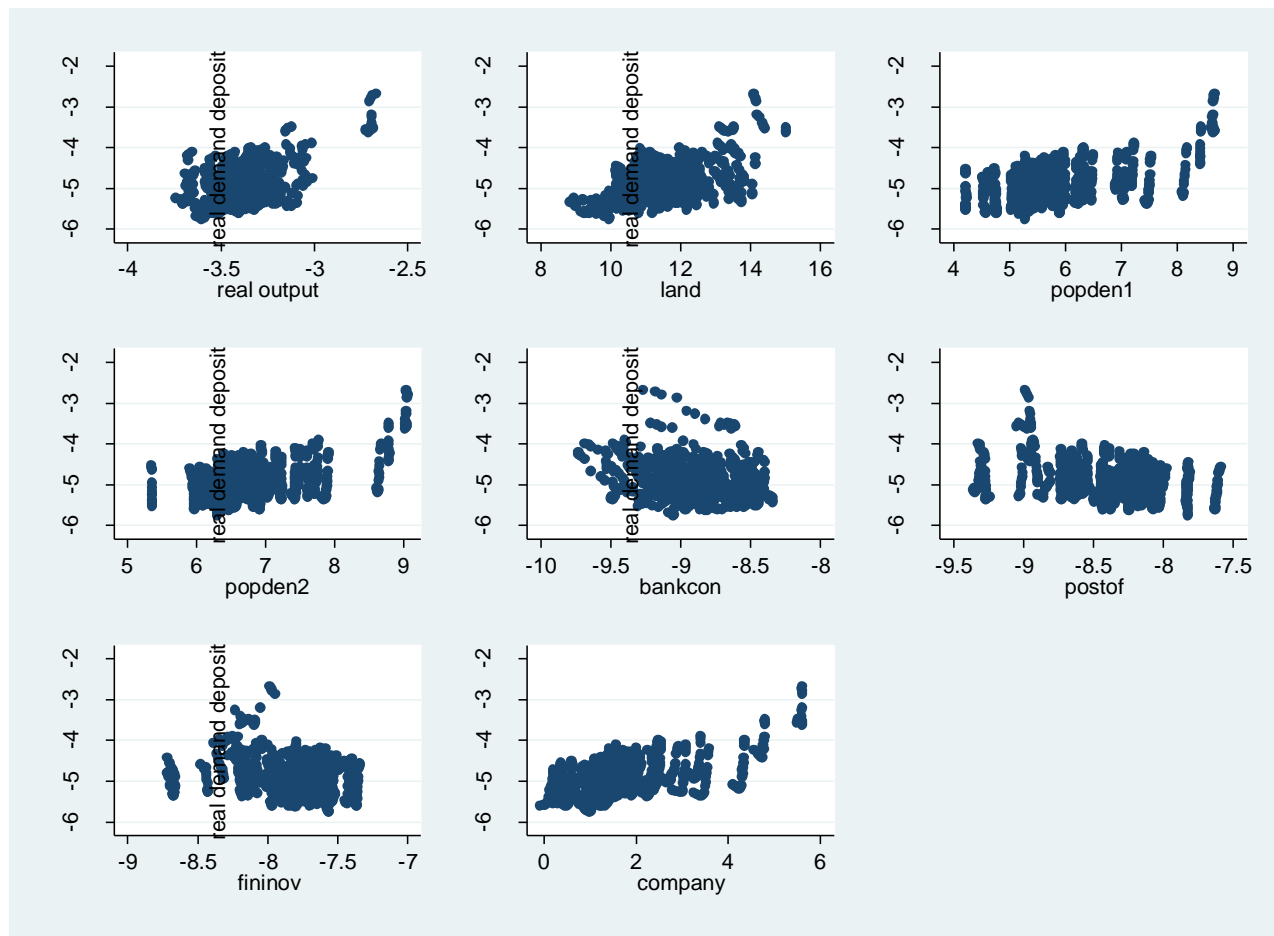 real demand deposit
-2
-3
-4
-5
-6
-4 -3.5 -3 -2.5
real output
real demand deposit
-2
-3
-4
-5
-6
8 10 12 14 16
land
-2
-3
-4
-5
-6
4 5 6 7 8 9
popden1
real demand deposit
-2
-3
-4
-5
-6
5 6 7 8 9
popden2
real demand deposit
-2
-3
-4
-5
-6
-10 -9.5 -9 -8.5 -8
bankcon
-2
-3
-4
-5
-6
-9.5 -9 -8.5 -8 -7.5
postof
real demand deposit
-2
-3
-4
-5
-6
-9 -8.5 -8 -7.5 -7
fininov
-2
-3
-4
-5
-6
0 2 4 6
company